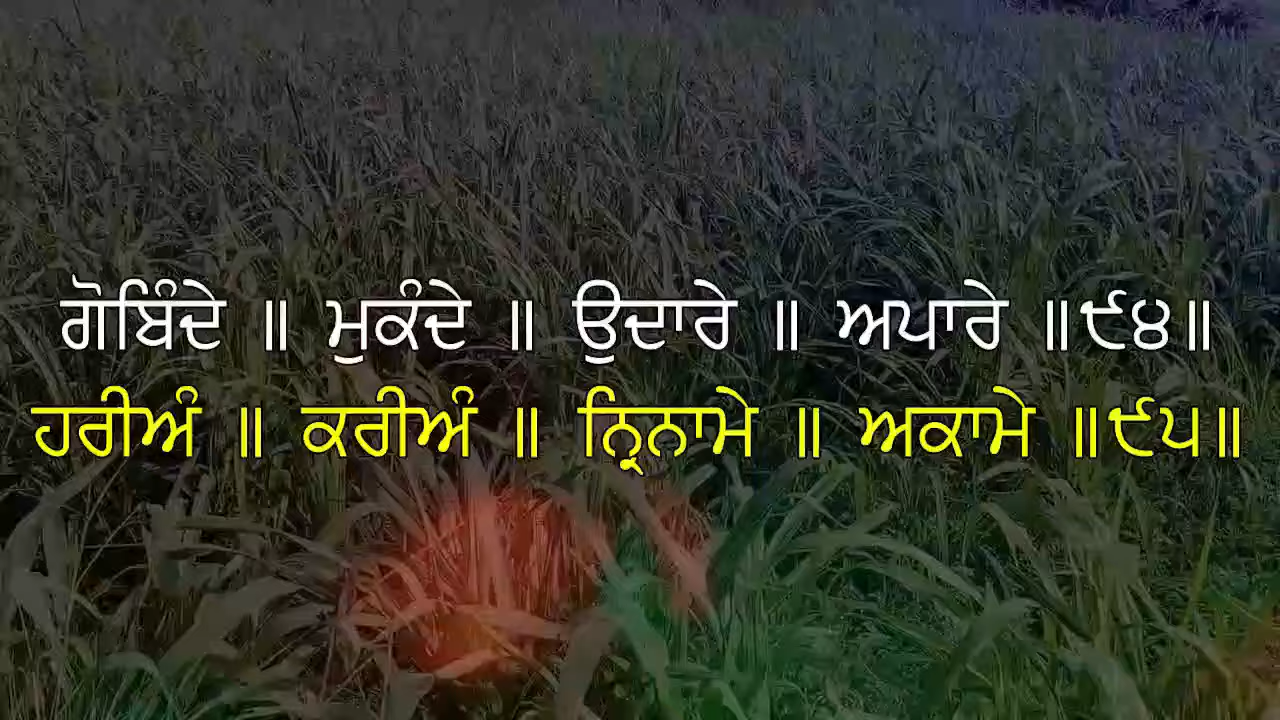 ਗੋਬਿੰਦੇ ॥ ਮੁਕੰਦੇ ॥ ਉਦਾਰੇ ॥ ਅਪਾਰੇ ॥੯੪॥
ਹਰੀਅੰ ॥ ਕਰੀਅੰ ॥ ਨ੍ਰਿਨਾਮੇ ॥ ਅਕਾਮੇ ॥੯੫॥